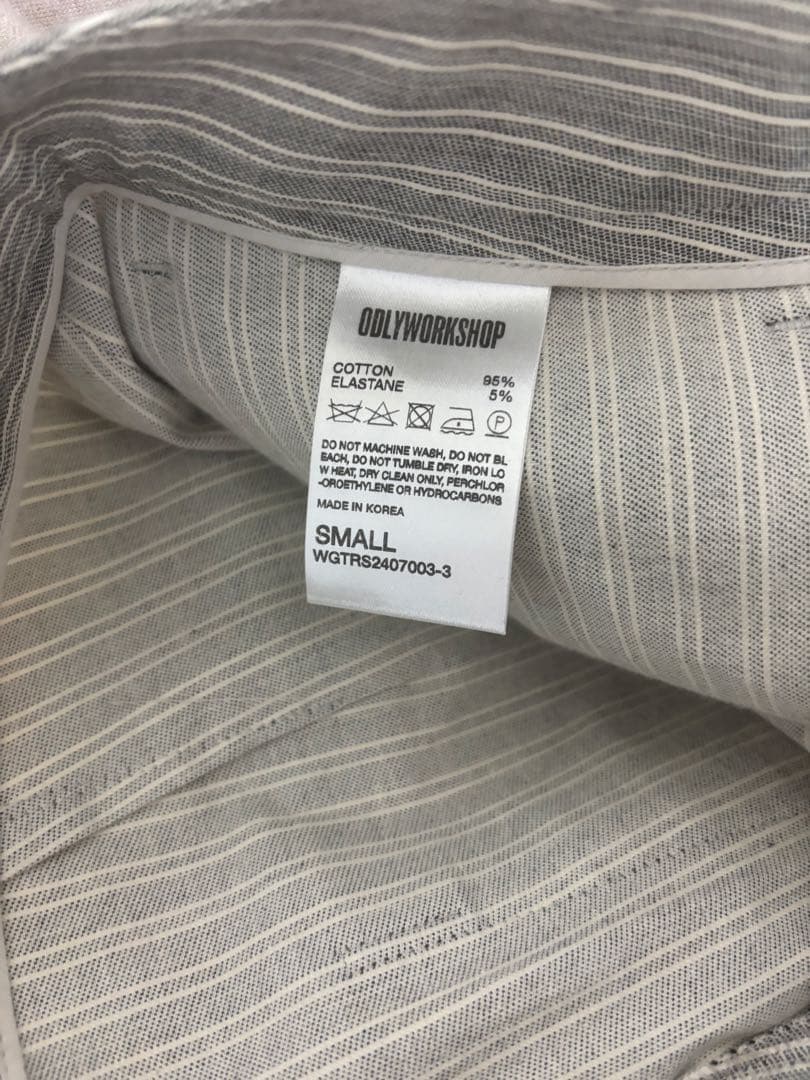 ODLYWORKSHOP
COTTON 95%
ELASTANE 5%
P
DO NOT MACHINE WASH, DO NOT BL
EACH, DO NOT TUMBLE DRY, IRON LO
W HEAT, DRY CLEAN ONLY, PERCHLOR
-OROETHYLENE OR HYDROCARBONS
MADE IN KOREA
SMALL
WGTRS2407003-3